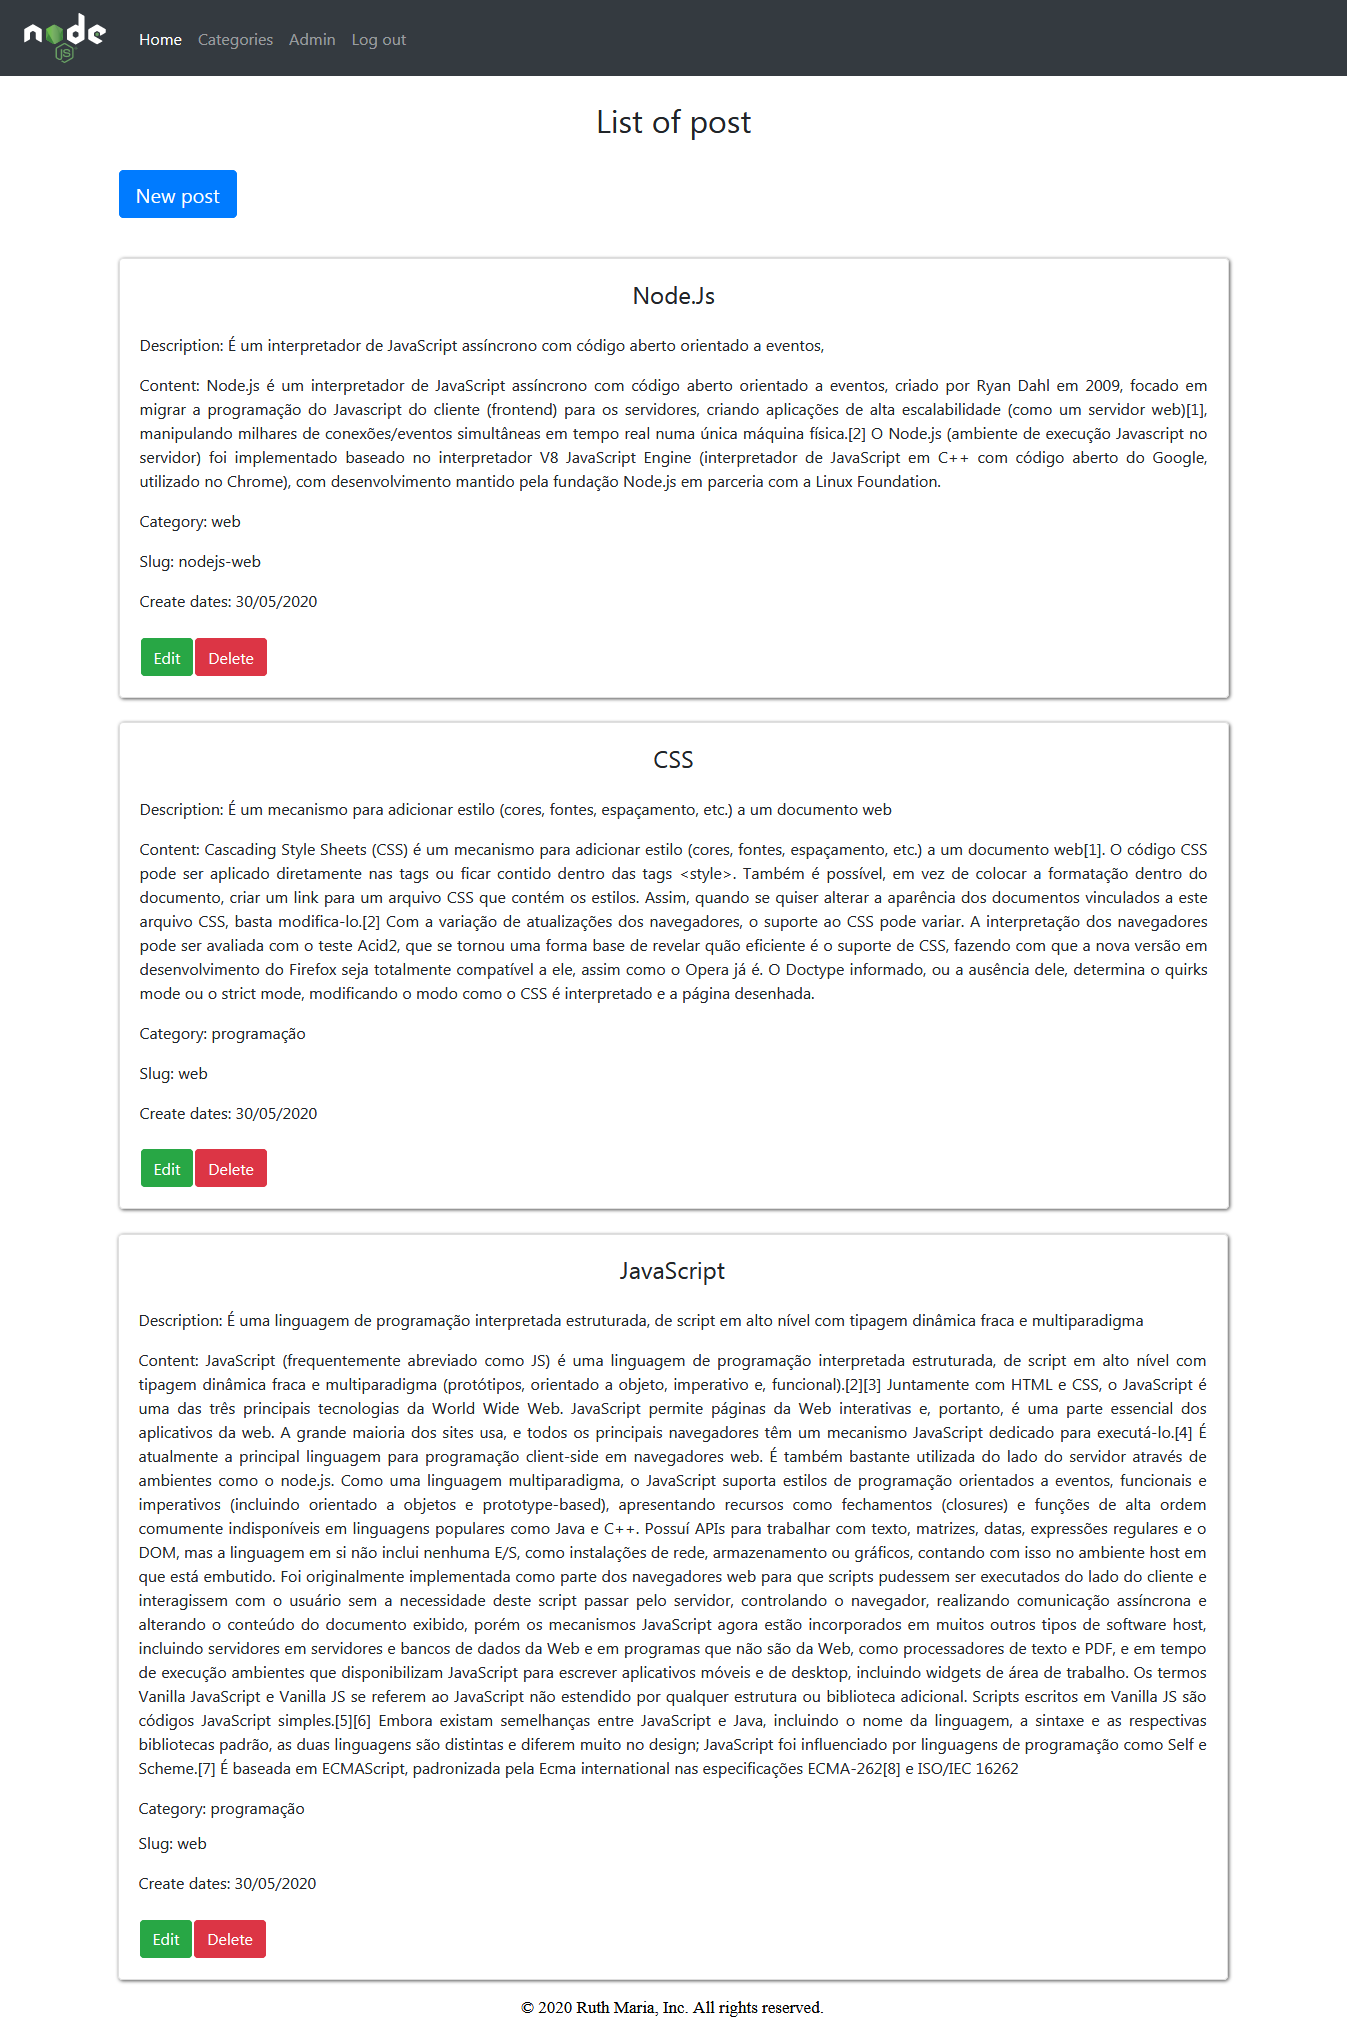 node
JS
Home Categories Admin Log out
List of post
New post
Node.Js
Description: É um interpretador de JavaScript assíncrono com código aberto orientado a eventos,
Content: Node.js é um interpretador de JavaScript assíncrono com código aberto orientado a eventos, criado por Ryan Dahl em 2009, focado em
migrar a programação do Javascript do cliente (frontend) para os servidores, criando aplicações de alta escalabilidade (como um servidor web)[1],
manipulando milhares de conexões/eventos simultâneas em tempo real numa única máquina física.[2] O Node.js (ambiente de execução Javascript no
servidor) foi implementado baseado no interpretador V8 JavaScript Engine (interpretador de JavaScript em C++ com código aberto do Google,
utilizado no Chrome), com desenvolvimento mantido pela fundação Node.js em parceria com a Linux Foundation.
Category: web
Slug: nodejs-web
Create dates: 30/05/2020
Edit Delete
CSS
Description: É um mecanismo para adicionar estilo (cores, fontes, espaçamento, etc.) a um documento web
Content: Cascading Style Sheets (CSS) é um mecanismo para adicionar estilo (cores, fontes, espaçamento, etc.) a um documento web[1]. O código CSS
pode ser aplicado diretamente nas tags ou ficar contido dentro das tags <style>. Também é possível, em vez de colocar a formatação dentro do
documento, criar um link para um arquivo CSS que contém os estilos. Assim, quando se quiser alterar a aparência dos documentos vinculados a este
arquivo CSS, basta modifica-lo.[2] Com a variação de atualizações dos navegadores, o suporte ao CSS pode variar. A interpretação dos navegadores
pode ser avaliada com o teste Acid2, que se tornou uma forma base de revelar quão eficiente é o suporte de CSS, fazendo com que a nova versão em
desenvolvimento do Firefox seja totalmente compatível a ele, assim como o Opera já é. O Doctype informado, ou a ausência dele, determina o quirks
mode ou o strict mode, modificando o modo como o CSS é interpretado e a página desenhada.
Category: programação
Slug: web
Create dates: 30/05/2020
Edit Delete
JavaScript
Description: É uma linguagem de programação interpretada estruturada, de script em alto nível com tipagem dinâmica fraca e multiparadigma
Content: JavaScript (frequentemente abreviado como JS) é uma linguagem de programação interpretada estruturada, de script em alto nível com
tipagem dinâmica fraca e multiparadigma (protótipos, orientado a objeto, imperativo e, funcional).[2][3] Juntamente com HTML e CSS, o JavaScript é
uma das três principais tecnologias da World Wide Web. JavaScript permite páginas da Web interativas e, portanto, é uma parte essencial dos
aplicativos da web. A grande maioria dos sites usa, e todos os principais navegadores têm um mecanismo JavaScript dedicado para executá-lo.[4] É
atualmente a principal linguagem para programação client-side em navegadores web. É também bastante utilizada do lado do servidor através de
ambientes como o node.js. Como uma linguagem multiparadigma, o JavaScript suporta estilos de programação orientados a eventos, funcionais e
imperativos (incluindo orientado a objetos e prototype-based), apresentando recursos como fechamentos (closures) e funções de alta ordem
comumente indisponíveis em linguagens populares como Java e C++. Possuí APIs para trabalhar com texto, matrizes, datas, expressões regulares e o
DOM, mas a linguagem em si não inclui nenhuma E/S, como instalações de rede, armazenamento ou gráficos, contando com isso no ambiente host em
que está embutido. Foi originalmente implementada como parte dos navegadores web para que scripts pudessem ser executados do lado do cliente e
interagissem com o usuário sem a necessidade deste script passar pelo servidor, controlando o navegador, realizando comunicação assíncrona e
alterando o conteúdo do documento exibido, porém os mecanismos JavaScript agora estão incorporados em muitos outros tipos de software host,
incluindo servidores em servidores e bancos de dados da Web e em programas que não são da Web, como processadores de texto e PDF, e em tempo
de execução ambientes que disponibilizam JavaScript para escrever aplicativos móveis e de desktop, incluindo widgets de área de trabalho. Os termos
Vanilla JavaScript e Vanilla JS se referem ao JavaScript não estendido por qualquer estrutura ou biblioteca adicional. Scripts escritos em Vanilla JS são
códigos JavaScript simples.[5][6] Embora existam semelhanças entre JavaScript e Java, incluindo o nome da linguagem, a sintaxe e as respectivas
bibliotecas padrão, as duas linguagens são distintas e diferem muito no design; JavaScript foi influenciado por linguagens de programação como Self e
Scheme.[7] É baseada em ECMAScript, padronizada pela Ecma international nas especificações ECMA-262[8] e ISO/IEC 16262
Category: programação
Slug: web
Create dates: 30/05/2020
Edit Delete
© 2020 Ruth Maria, Inc. All rights reserved.